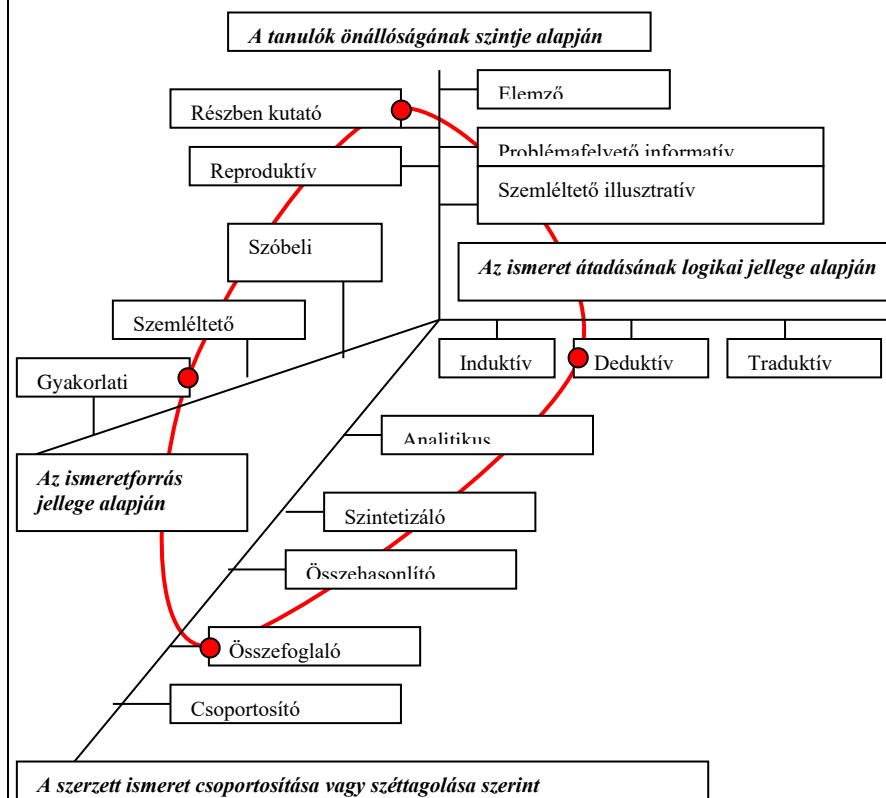 A tanulók önállóságának szintje alapján
Elemző
Részben kutató
Problémafelvető informatív
Reproduktív
Szemléltető illusztratív
Szóbeli
Az ismeret átadásának logikai jellege alapján
Szemléltető
Induktív
Deduktív
Traduktív
Gyakorlati
Analitikus
Az ismeretforrás
jellege alapján
Szintetizáló
Összehasonlító
Összefoglaló
Csoportosító
A szerzett ismeret csoportosítása vagy széttagolása szerint